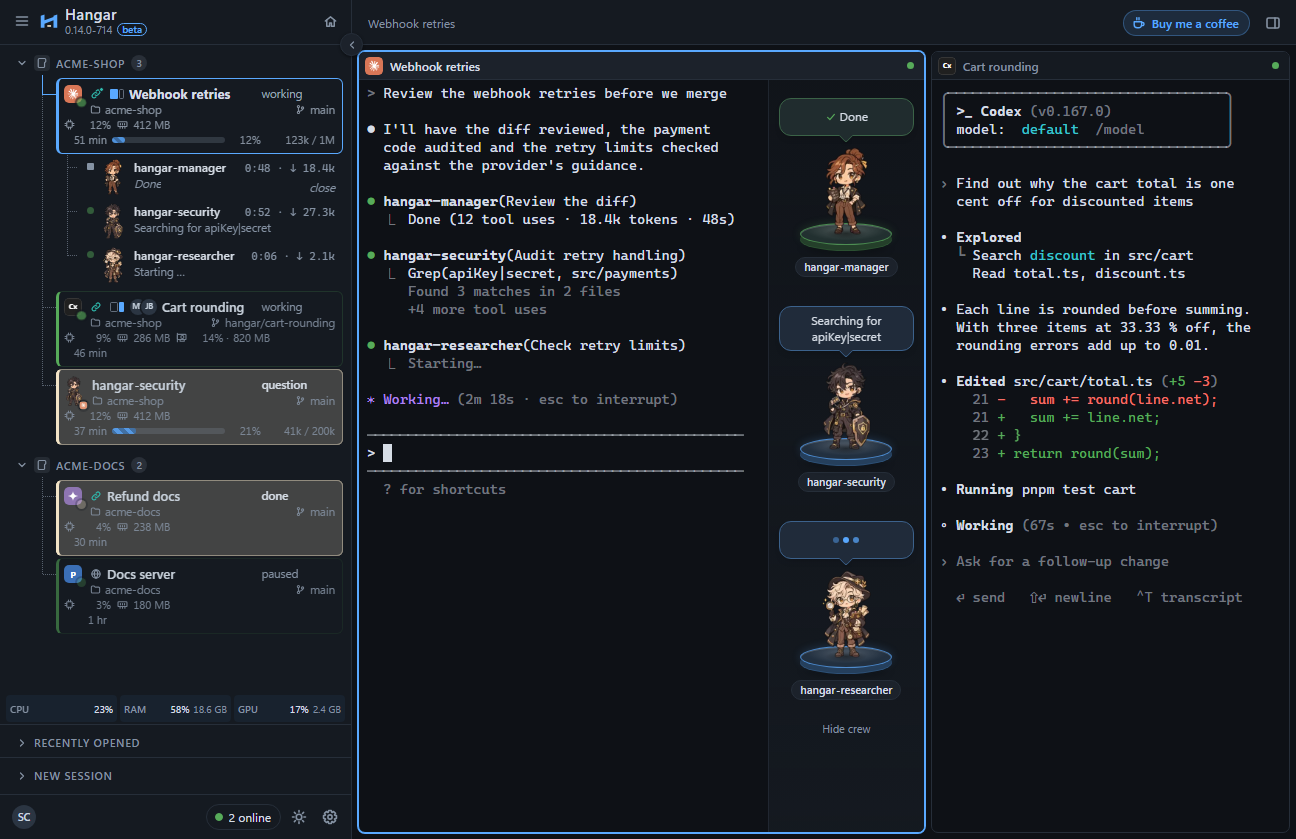 Hangar
0.14.0-714 beta
ACME-SHOP 3
Webhook retries working
acme-shop main
12% 412 MB
51 min 12% 123k / 1M
hangar-manager 0:48 · ↓ 18.4k
Done close
hangar-security 0:52 · ↓ 27.3k
Searching for apiKey|secret
hangar-researcher 0:06 · ↓ 2.1k
Starting ...
Cx M JB Cart rounding working
acme-shop hangar/cart-rounding
9% 286 MB 14% · 820 MB
46 min
hangar-security question
acme-shop main
12% 412 MB
37 min 21% 41k / 200k
ACME-DOCS 2
Refund docs done
acme-docs main
4% 238 MB
30 min
P Docs server paused
acme-docs main
3% 180 MB
1 hr
CPU 23% RAM 58% 18.6 GB GPU 17% 2.4 GB
RECENTLY OPENED
NEW SESSION
SC 2 online
Webhook retries
Buy me a coffee
Webhook retries
> Review the webhook retries before we merge
● I'll have the diff reviewed, the payment
code audited and the retry limits checked
against the provider's guidance.
● hangar-manager(Review the diff)
⎿ Done (12 tool uses · 18.4k tokens · 48s)
● hangar-security(Audit retry handling)
⎿ Grep(apiKey|secret, src/payments)
Found 3 matches in 2 files
+4 more tool uses
● hangar-researcher(Check retry limits)
⎿ Starting…
* Working… (2m 18s · esc to interrupt)
>
? for shortcuts
✓ Done
hangar-manager
Searching for
apiKey|secret
hangar-security
hangar-researcher
Hide crew
Cx Cart rounding
>_ Codex (v0.167.0)
model: default /model
› Find out why the cart total is one
cent off for discounted items
• Explored
└ Search discount in src/cart
Read total.ts, discount.ts
• Each line is rounded before summing.
With three items at 33.33 % off, the
rounding errors add up to 0.01.
• Edited src/cart/total.ts (+5 −3)
21 − sum += round(line.net);
21 + sum += line.net;
22 + }
23 + return round(sum);
• Running pnpm test cart
◦ Working (67s • esc to interrupt)
› Ask for a follow-up change
↵ send ⇧↵ newline ^T transcript